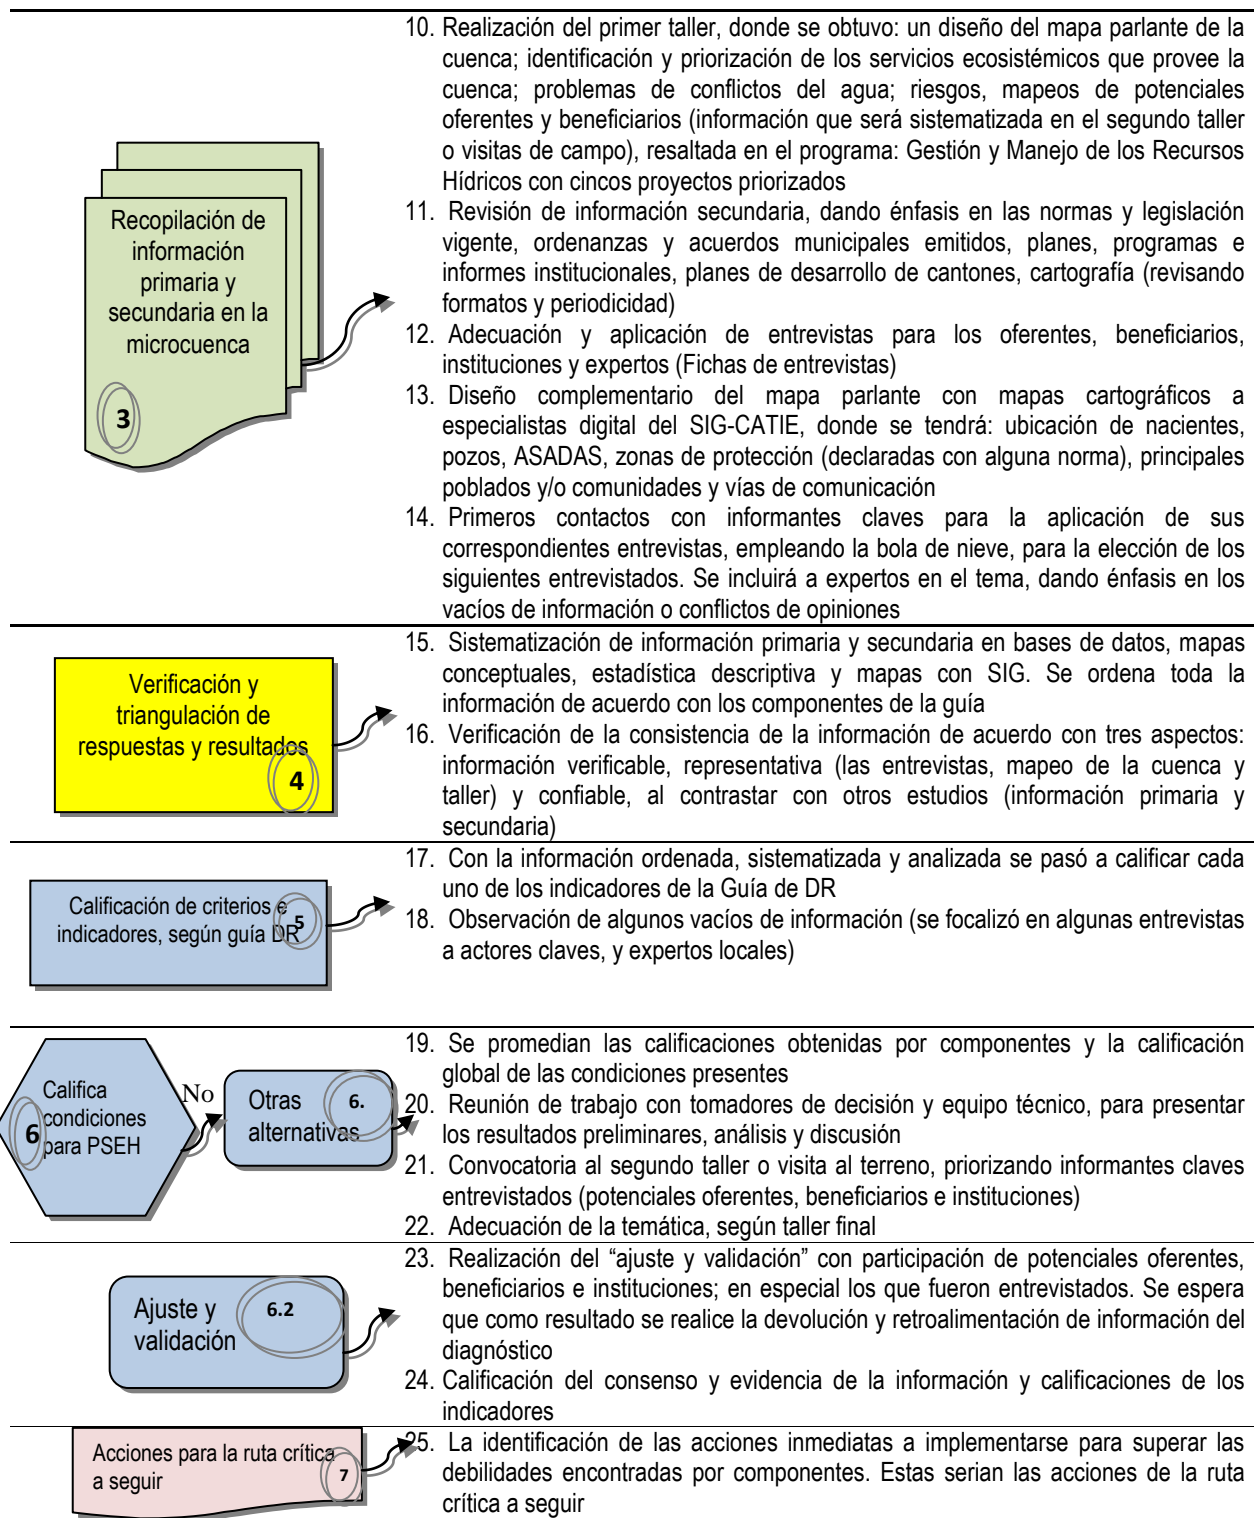 Recopilación de
información
primaria y
secundaria en la
microcuenca
3
10. Realización del primer taller, donde se obtuvo: un diseño del mapa parlante de la
cuenca; identificación y priorización de los servicios ecosistémicos que provee la
cuenca; problemas de conflictos del agua; riesgos, mapeos de potenciales
oferentes y beneficiarios (información que será sistematizada en el segundo taller
o visitas de campo), resaltada en el programa: Gestión y Manejo de los Recursos
Hídricos con cincos proyectos priorizados
11. Revisión de información secundaria, dando énfasis en las normas y legislación
vigente, ordenanzas y acuerdos municipales emitidos, planes, programas e
informes institucionales, planes de desarrollo de cantones, cartografía (revisando
formatos y periodicidad)
12. Adecuación y aplicación de entrevistas para los oferentes, beneficiarios,
instituciones y expertos (Fichas de entrevistas)
13. Diseño complementario del mapa parlante con mapas cartográficos a
especialistas digital del SIG-CATIE, donde se tendrá: ubicación de nacientes,
pozos, ASADAS, zonas de protección (declaradas con alguna norma), principales
poblados y/o comunidades y vías de comunicación
14. Primeros contactos con informantes claves para la aplicación de sus
correspondientes entrevistas, empleando la bola de nieve, para la elección de los
siguientes entrevistados. Se incluirá a expertos en el tema, dando énfasis en los
vacíos de información o conflictos de opiniones
Verificación y
triangulación de
respuestas y resultados
4
15. Sistematización de información primaria y secundaria en bases de datos, mapas
conceptuales, estadística descriptiva y mapas con SIG. Se ordena toda la
información de acuerdo con los componentes de la guía
16. Verificación de la consistencia de la información de acuerdo con tres aspectos:
información verificable, representativa (las entrevistas, mapeo de la cuenca y
taller) y confiable, al contrastar con otros estudios (información primaria y
secundaria)
Calificación de criterios e
indicadores, según guía DR
5
17. Con la información ordenada, sistematizada y analizada se pasó a calificar cada
uno de los indicadores de la Guía de DR
18. Observación de algunos vacíos de información (se focalizó en algunas entrevistas
a actores claves, y expertos locales)
Califica
condiciones
para PSEH
6
No
Otras
alternativas
6.
19. Se promedian las calificaciones obtenidas por componentes y la calificación
global de las condiciones presentes
20. Reunión de trabajo con tomadores de decisión y equipo técnico, para presentar
los resultados preliminares, análisis y discusión
21. Convocatoria al segundo taller o visita al terreno, priorizando informantes claves
entrevistados (potenciales oferentes, beneficiarios e instituciones)
22. Adecuación de la temática, según taller final
Ajuste y
validación
6.2
23. Realización del “ajuste y validación” con participación de potenciales oferentes,
beneficiarios e instituciones; en especial los que fueron entrevistados. Se espera
que como resultado se realice la devolución y retroalimentación de información del
diagnóstico
24. Calificación del consenso y evidencia de la información y calificaciones de los
indicadores
Acciones para la ruta crítica
a seguir
7
25. La identificación de las acciones inmediatas a implementarse para superar las
debilidades encontradas por componentes. Estas serian las acciones de la ruta
crítica a seguir